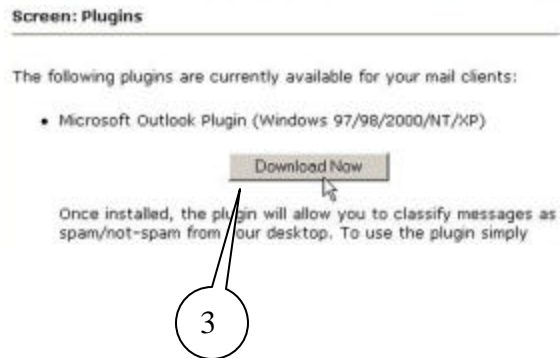 Screen: Plugins
The following plugins are currently available for your mail clients:
• Microsoft Outlook Plugin (Windows 97/98/2000/NT/XP)
Download Now
Once installed, the plugin will allow you to classify messages as
spam/not-spam from your desktop. To use the plugin simply
3